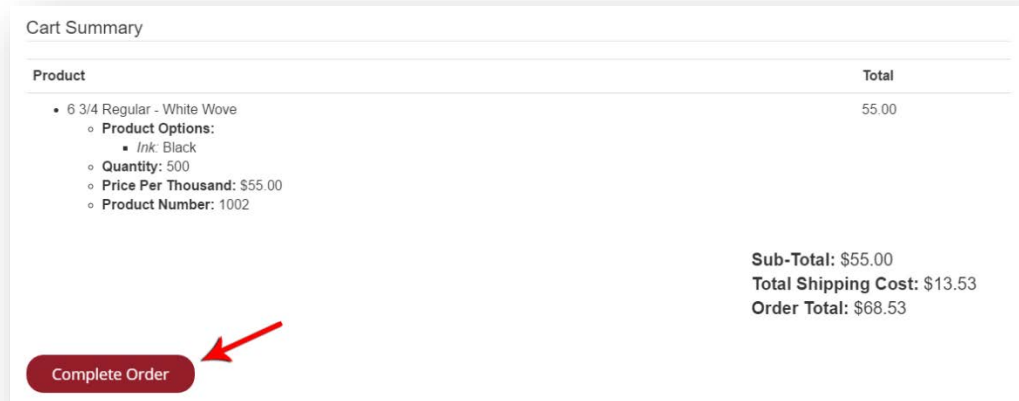 Cart Summary
Product Total
6 3/4 Regular - White Wove 55.00
Product Options:
Ink: Black
Quantity: 500
Price Per Thousand: $55.00
Product Number: 1002
Sub-Total: $55.00
Total Shipping Cost: $13.53
Order Total: $68.53
Complete Order